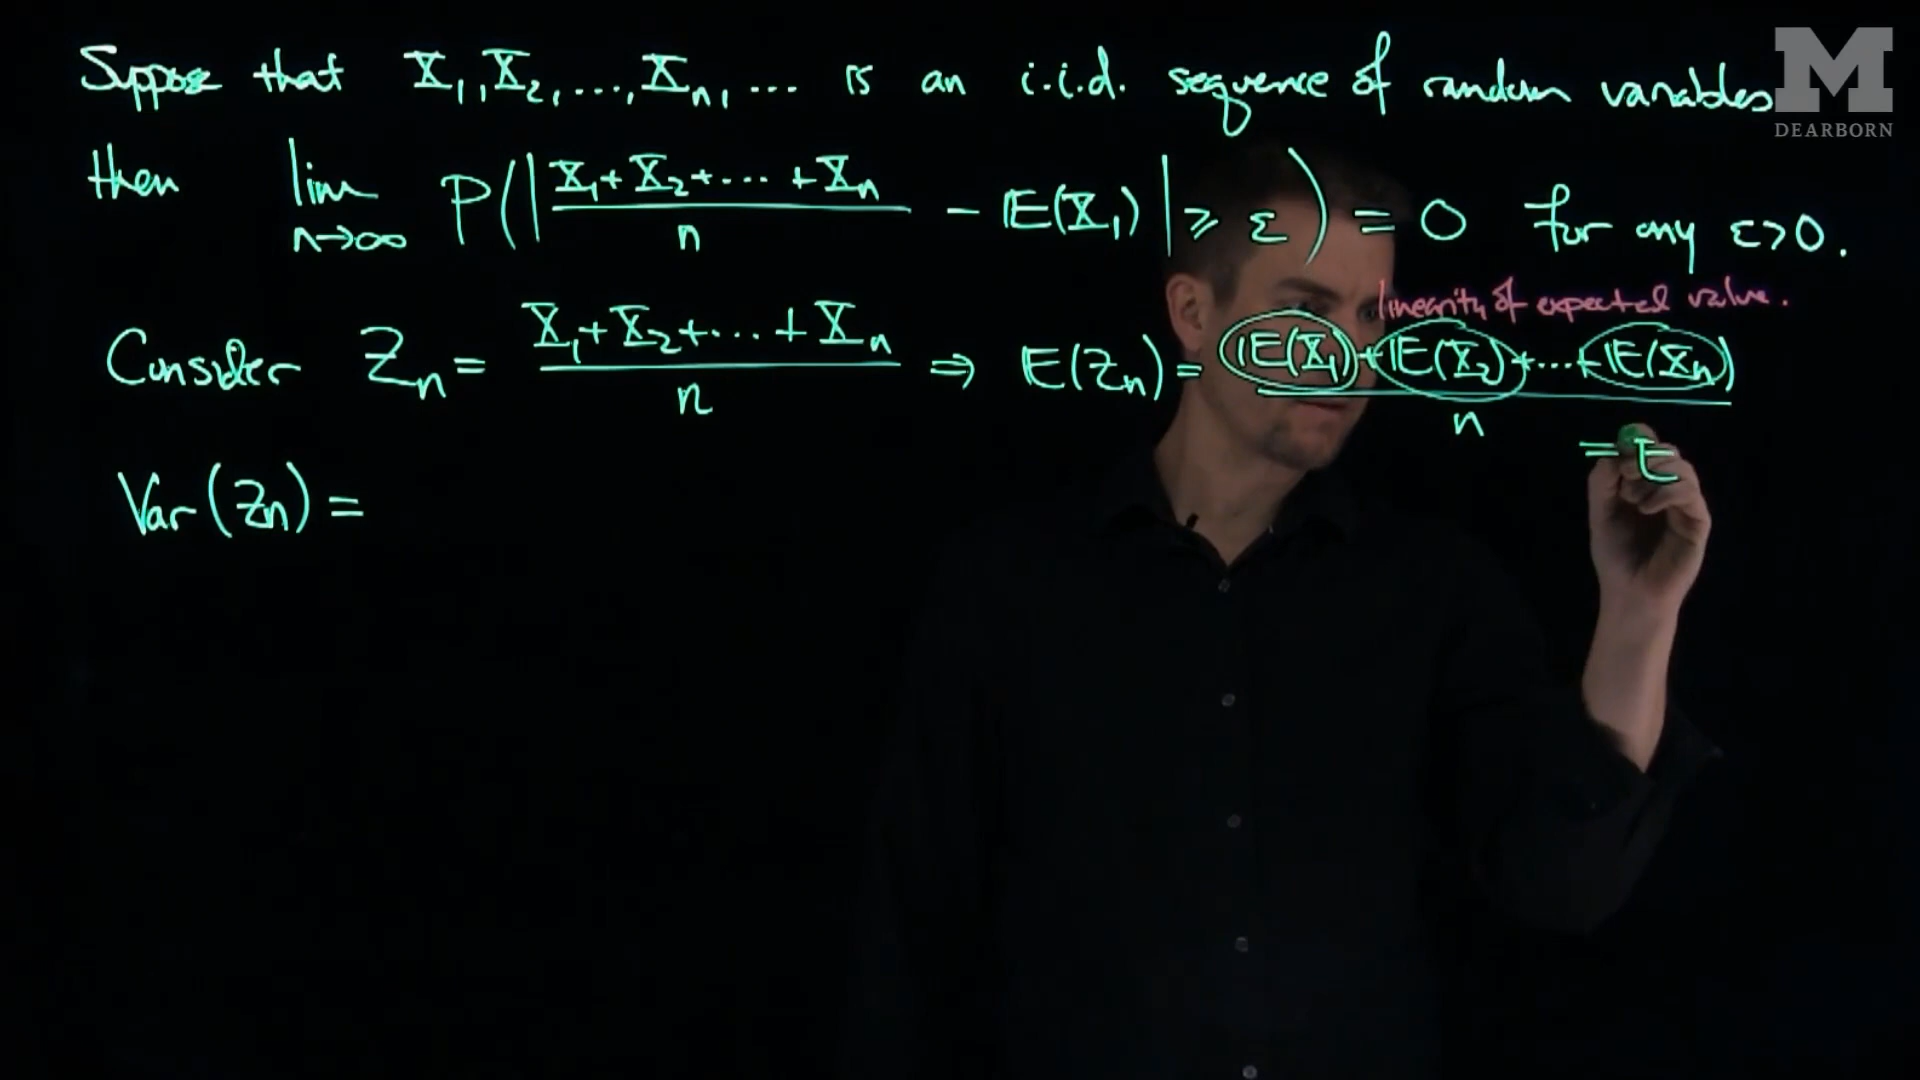 Suppose that X₁, X₂, ..., Xₙ, ... is an i.i.d. sequence of random variables
then lim n→∞ P(| (X₁+X₂+...+Xₙ)/n - E(X₁) | ≥ ε) = 0 for any ε>0.
linearity of expected value.
Consider Zₙ = (X₁+X₂+...+Xₙ)/n ⇒ E(Zₙ) = (E(X₁)+E(X₂)+...+E(Xₙ))/n
= E
Var(Zₙ) =
M
DEARBORN